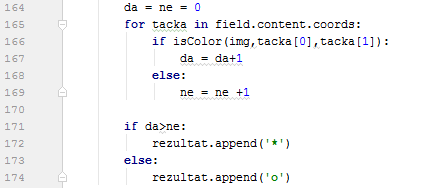 164 da = ne = 0
165 for tacka in field.content.coords:
166 if isColor(img,tacka[0],tacka[1]):
167 da = da+1
168 else:
169 ne = ne +1
170
171 if da>ne:
172 rezultat.append('*')
173 else:
174 rezultat.append('o')